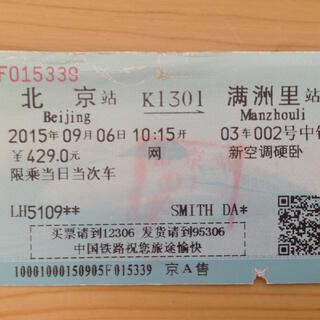 F015339
北京站 K1301 满洲里站
Beijing Manzhouli
2015年09月06日 10:15开 03车002号中铺
￥429.0元 网 新空调硬卧
限乘当日当次车
LH5109** SMITH DA*
买票请到12306 发货请到95306
中国铁路祝您旅途愉快
10001000150905F015339 京A售